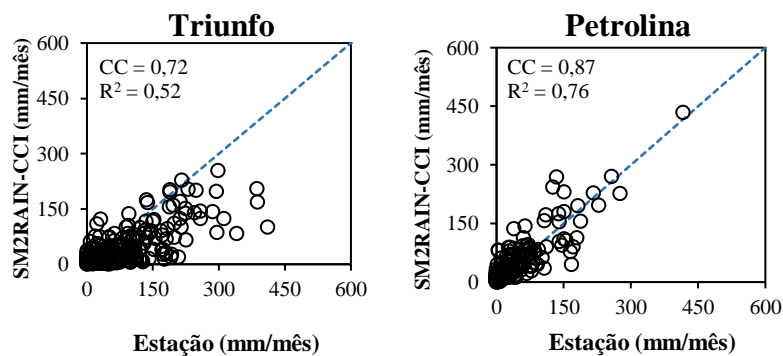 Triunfo
SM2RAIN-CCI (mm/mês)
600
450
300
150
0
CC = 0,72
R² = 0,52
0 150 300 450 600
Estação (mm/mês)
Petrolina
SM2RAIN-CCI (mm/mês)
600
450
300
150
0
CC = 0,87
R² = 0,76
0 150 300 450 600
Estação (mm/mês)